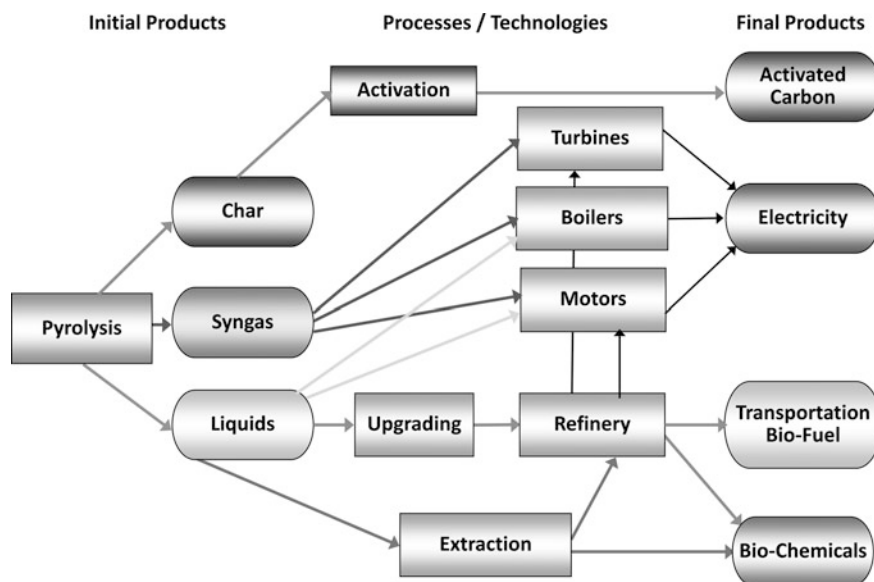 Initial Products
Processes / Technologies
Final Products
Activation
Activated
Carbon
Turbines
Char
Boilers
Electricity
Motors
Pyrolysis
Syngas
Liquids
Upgrading
Refinery
Transportation
Bio-Fuel
Extraction
Bio-Chemicals